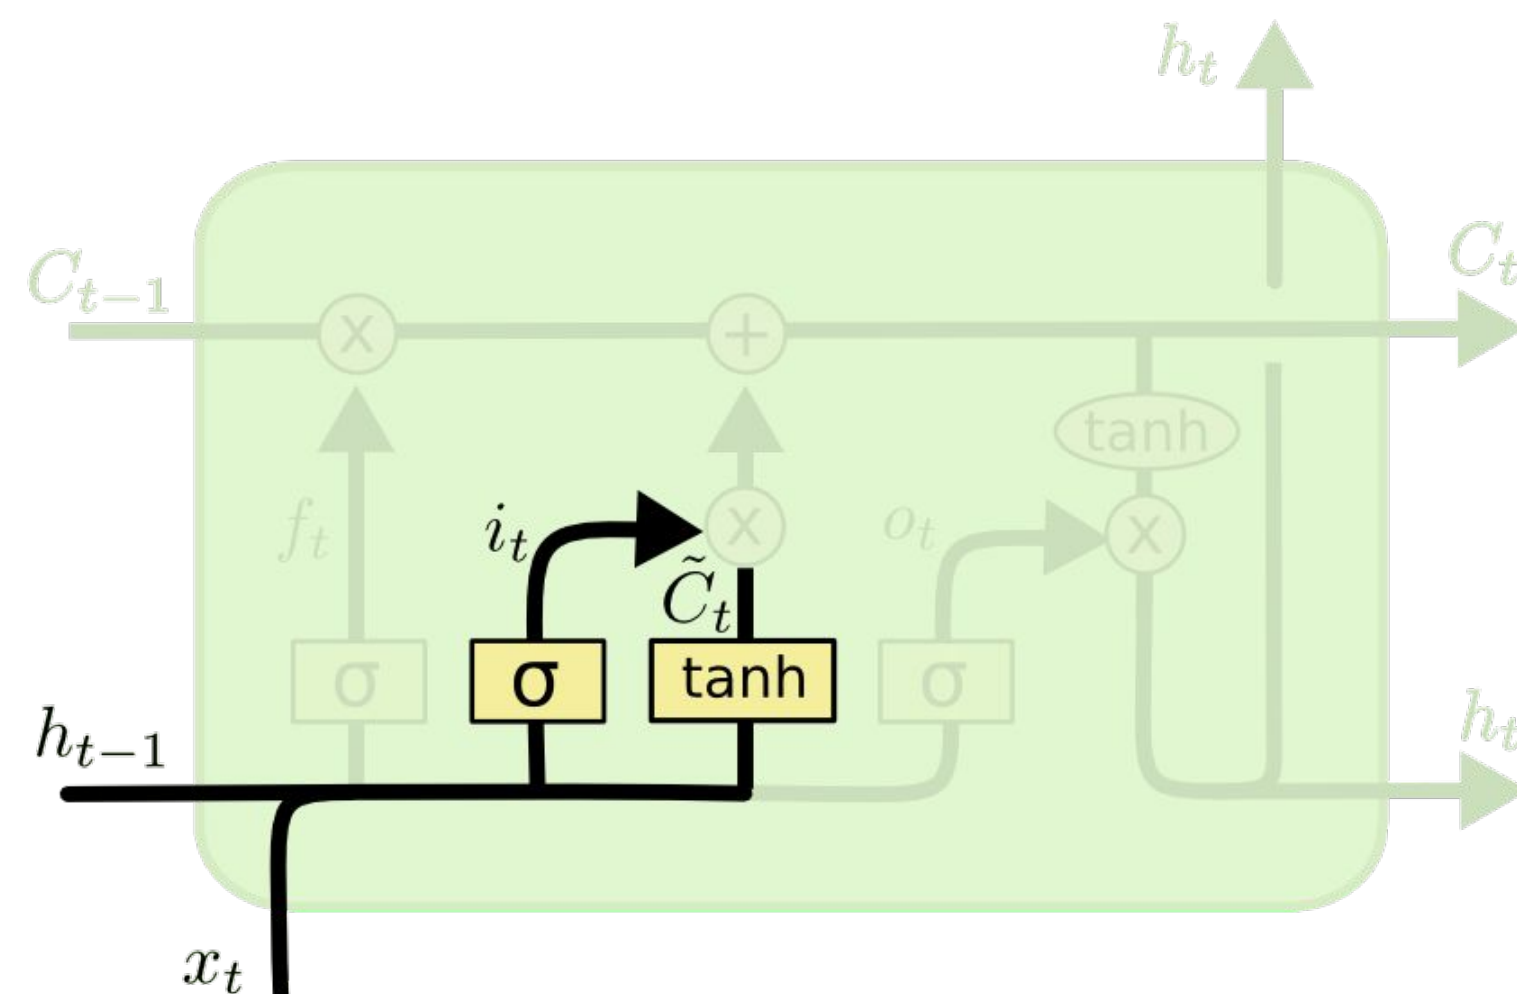 h_t
C_{t-1}
C_t
x
+
tanh
f_t
i_t
x
o_t
x
C̃_t
σ
σ
tanh
σ
h_{t-1}
h_t
x_t